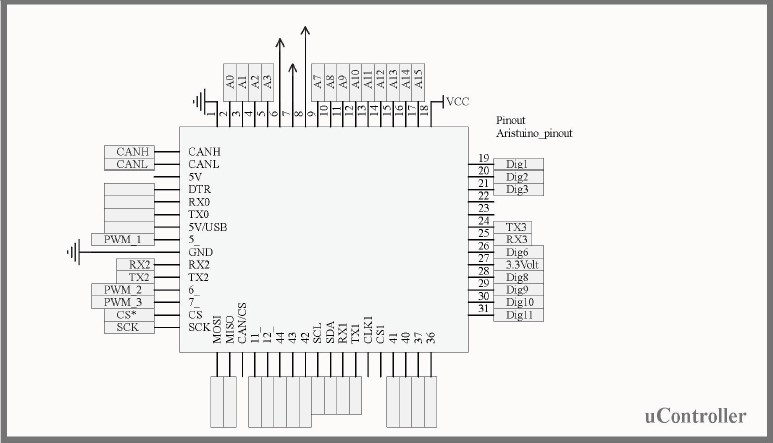 A0 A1 A2 A3 A7 A8 A9 A10 A11 A12 A13 A14 A15
1 2 3 4 5 6 7 8 9 10 11 12 13 14 15 16 17 18 VCC
Pinout
Aristuino_pinout
CANH CANH
CANL CANL
5V
DTR
RX0
TX0
5V/USB
PWM_1 5_
GND
RX2 RX2
TX2 TX2
PWM_2 6_
PWM_3 7_
CS* CS
SCK SCK
19 Dig1
20 Dig2
21 Dig3
22
23
24 TX3
25 RX3
26 Dig6
27 3.3Volt
28 Dig8
29 Dig9
30 Dig10
31 Dig11
MOSI MISO CAN/CS 11_ 12_ 44 43 42 SCL SDA RX1 TX1 CLK1 CS1 41 40 37 36
uController